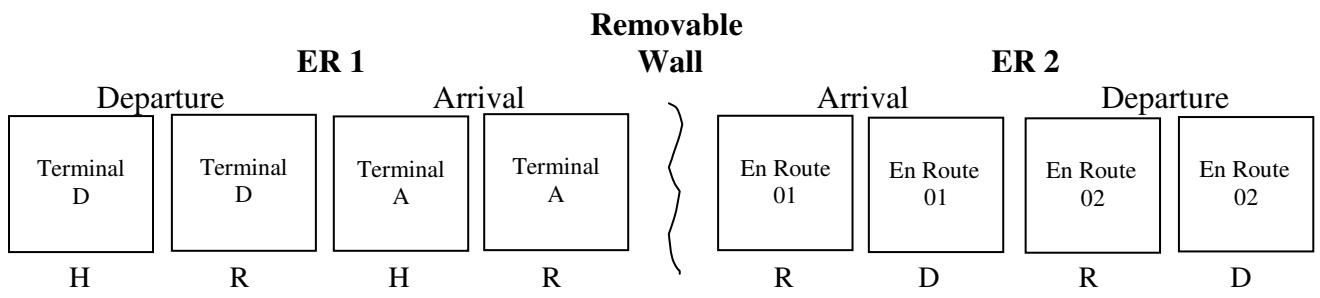 Removable
ER 1 Wall ER 2
Departure Arrival Arrival Departure
Terminal Terminal Terminal Terminal En Route En Route En Route En Route
D D A A 01 01 02 02
H R H R R D R D